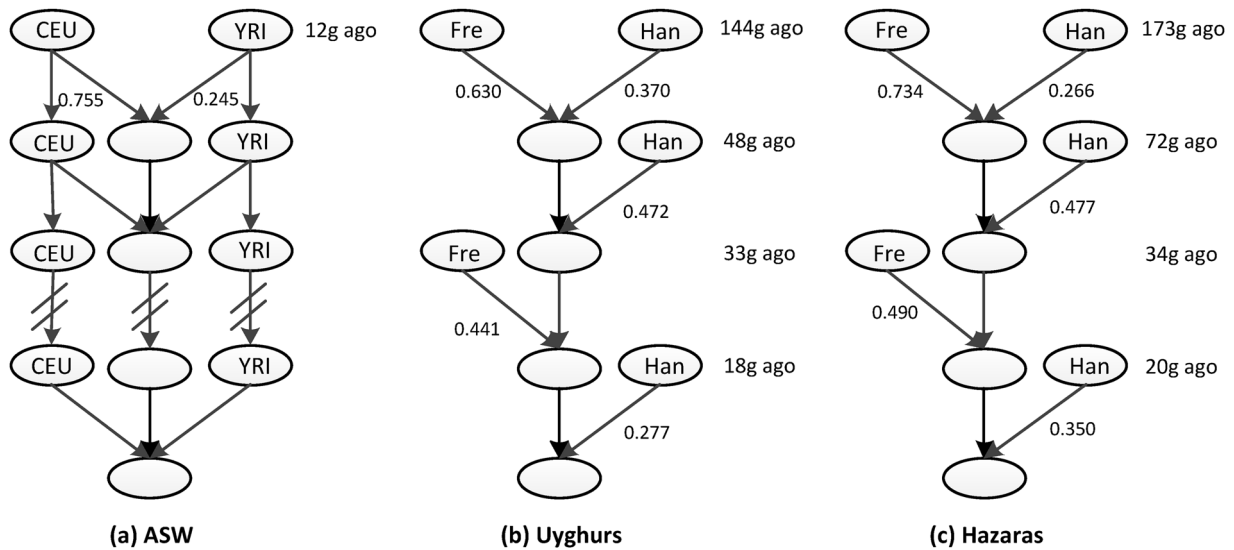 CEU YRI 12g ago Fre Han 144g ago Fre Han 173g ago
0.755 0.245 0.630 0.370 0.734 0.266
CEU YRI Han 48g ago Han 72g ago
0.472 0.477
CEU YRI Fre 33g ago Fre 34g ago
0.441 0.490
CEU YRI Han 18g ago Han 20g ago
0.277 0.350
(a) ASW (b) Uyghurs (c) Hazaras